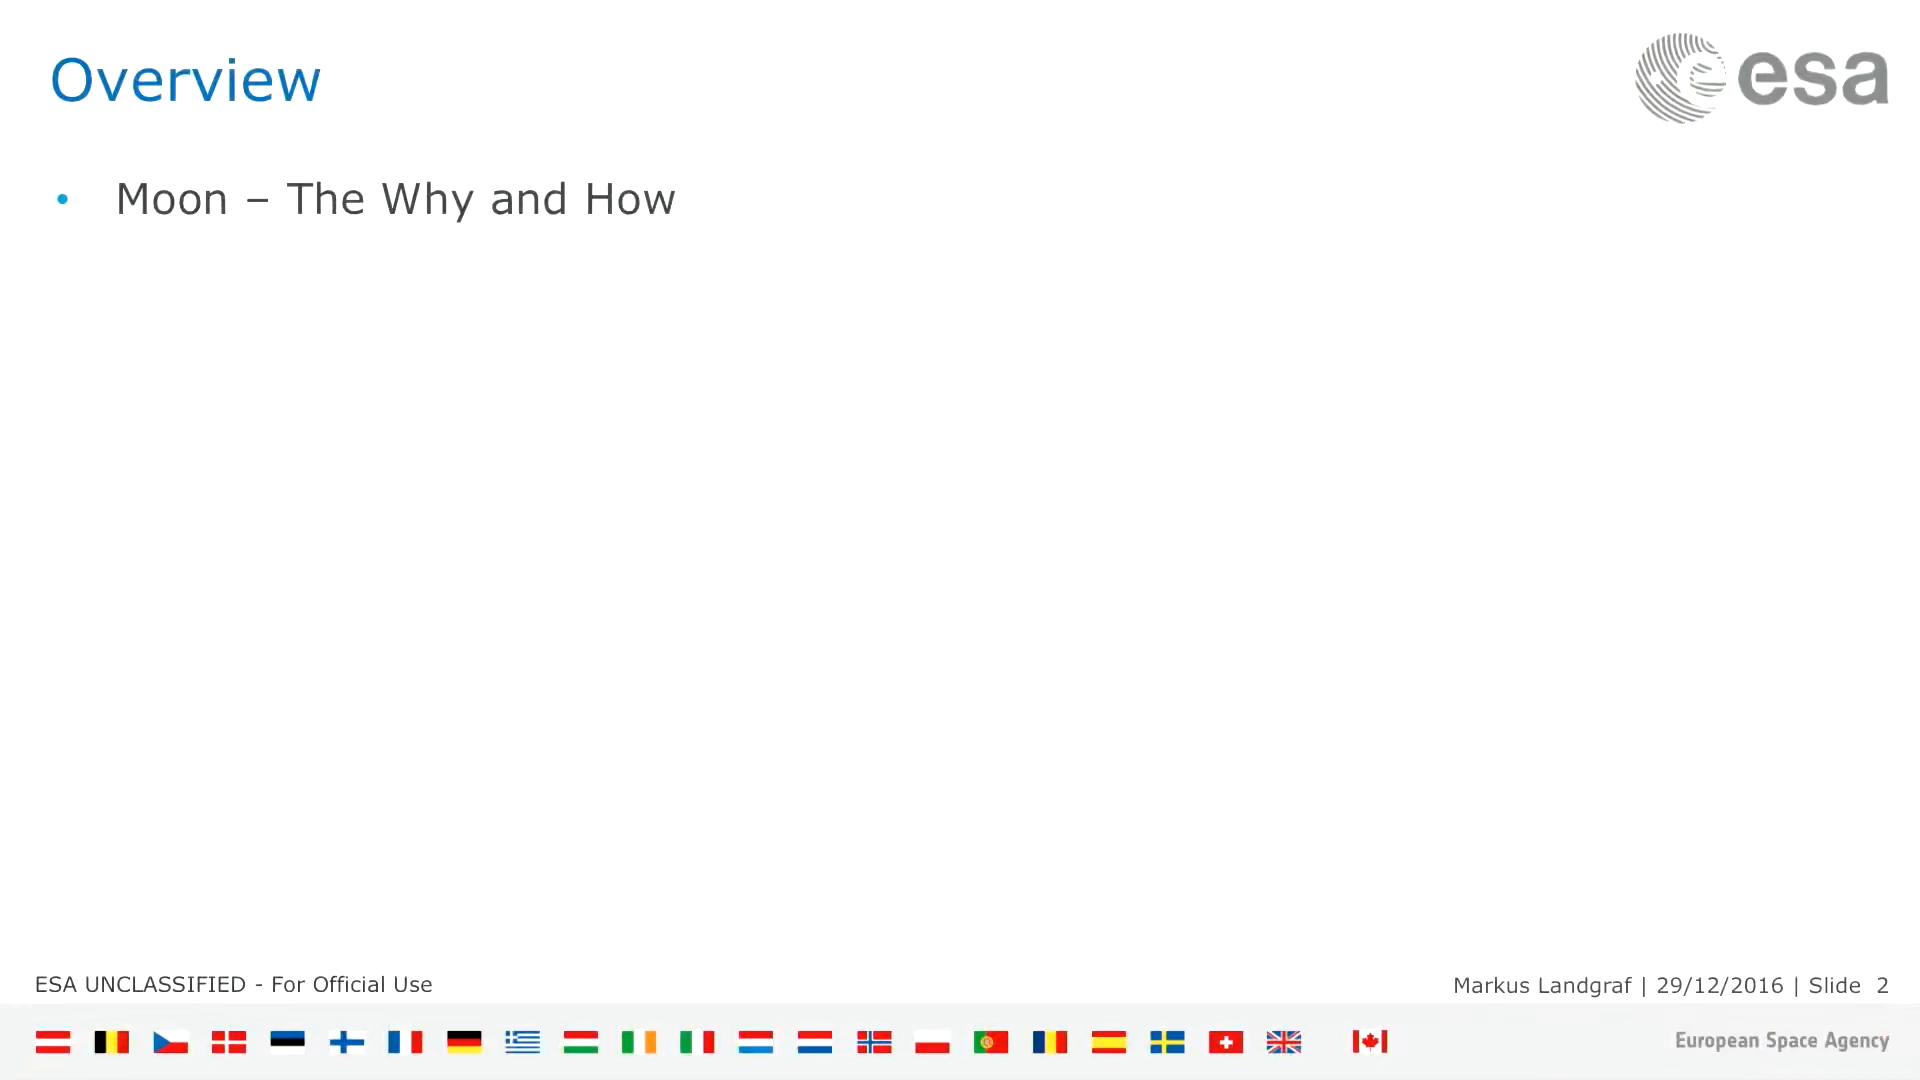 Overview
esa
• Moon – The Why and How
ESA UNCLASSIFIED - For Official Use
Markus Landgraf | 29/12/2016 | Slide 2
European Space Agency